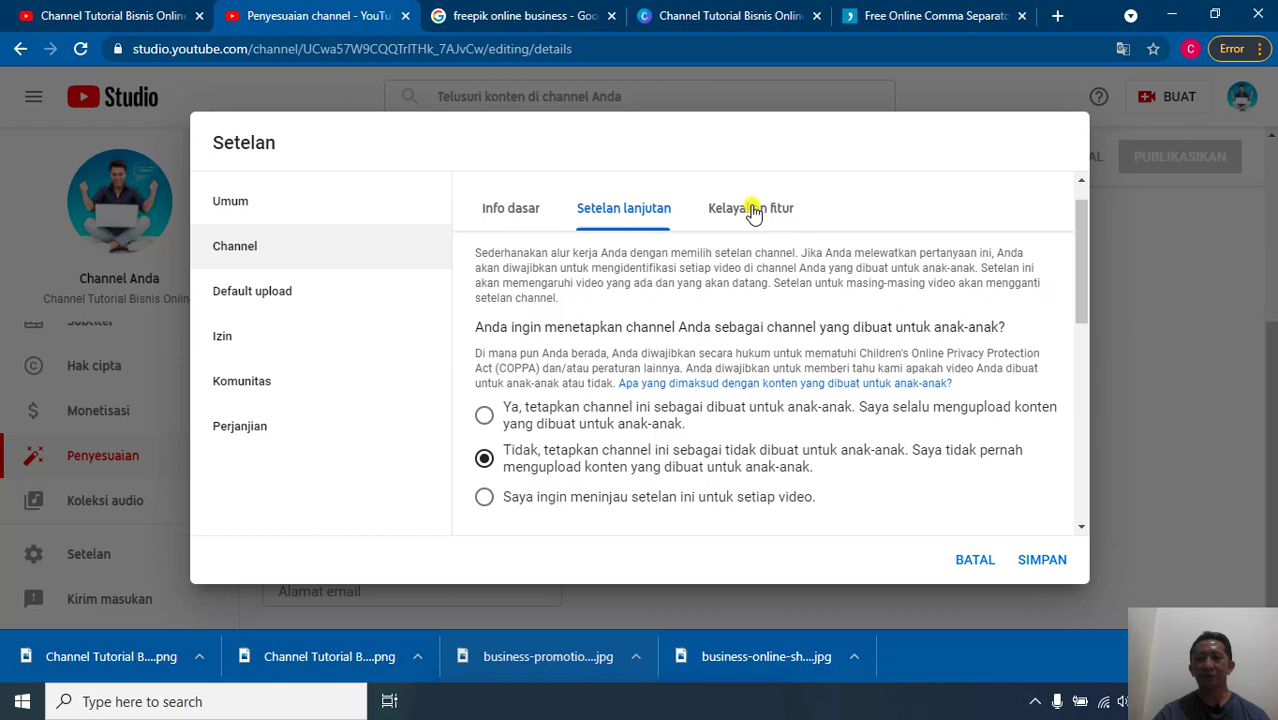 Channel Tutorial Bisnis Online
Penyesuaian channel - YouTu
freepik online business - Goo
Channel Tutorial Bisnis Online
Free Online Comma Separato
studio.youtube.com/channel/UCwa57W9CQQTrITHk_7AJvCw/editing/details
C
Error
Studio
Telusuri konten di channel Anda
BUAT
AL
PUBLIKASIKAN
Channel Anda
Channel Tutorial Bisnis Onlin
Subtitel
Hak cipta
Monetisasi
Penyesuaian
Koleksi audio
Setelan
Kirim masukan
Setelan
Umum
Channel
Default upload
Izin
Komunitas
Perjanjian
Info dasar
Setelan lanjutan
Kelayakan fitur
Sederhanakan alur kerja Anda dengan memilih setelan channel. Jika Anda melewatkan pertanyaan ini, Anda
akan diwajibkan untuk mengidentifikasi setiap video di channel Anda yang dibuat untuk anak-anak. Setelan ini
akan memengaruhi video yang ada dan yang akan datang. Setelan untuk masing-masing video akan mengganti
setelan channel.
Anda ingin menetapkan channel Anda sebagai channel yang dibuat untuk anak-anak?
Di mana pun Anda berada, Anda diwajibkan secara hukum untuk mematuhi Children's Online Privacy Protection
Act (COPPA) dan/atau peraturan lainnya. Anda diwajibkan untuk memberi tahu kami apakah video Anda dibuat
untuk anak-anak atau tidak. Apa yang dimaksud dengan konten yang dibuat untuk anak-anak?
Ya, tetapkan channel ini sebagai dibuat untuk anak-anak. Saya selalu mengupload konten
yang dibuat untuk anak-anak.
Tidak, tetapkan channel ini sebagai tidak dibuat untuk anak-anak. Saya tidak pernah
mengupload konten yang dibuat untuk anak-anak.
Saya ingin meninjau setelan ini untuk setiap video.
BATAL
SIMPAN
Alamat email
Channel Tutorial B....png
Channel Tutorial B....png
business-promotio...jpg
business-online-sh....jpg
Type here to search